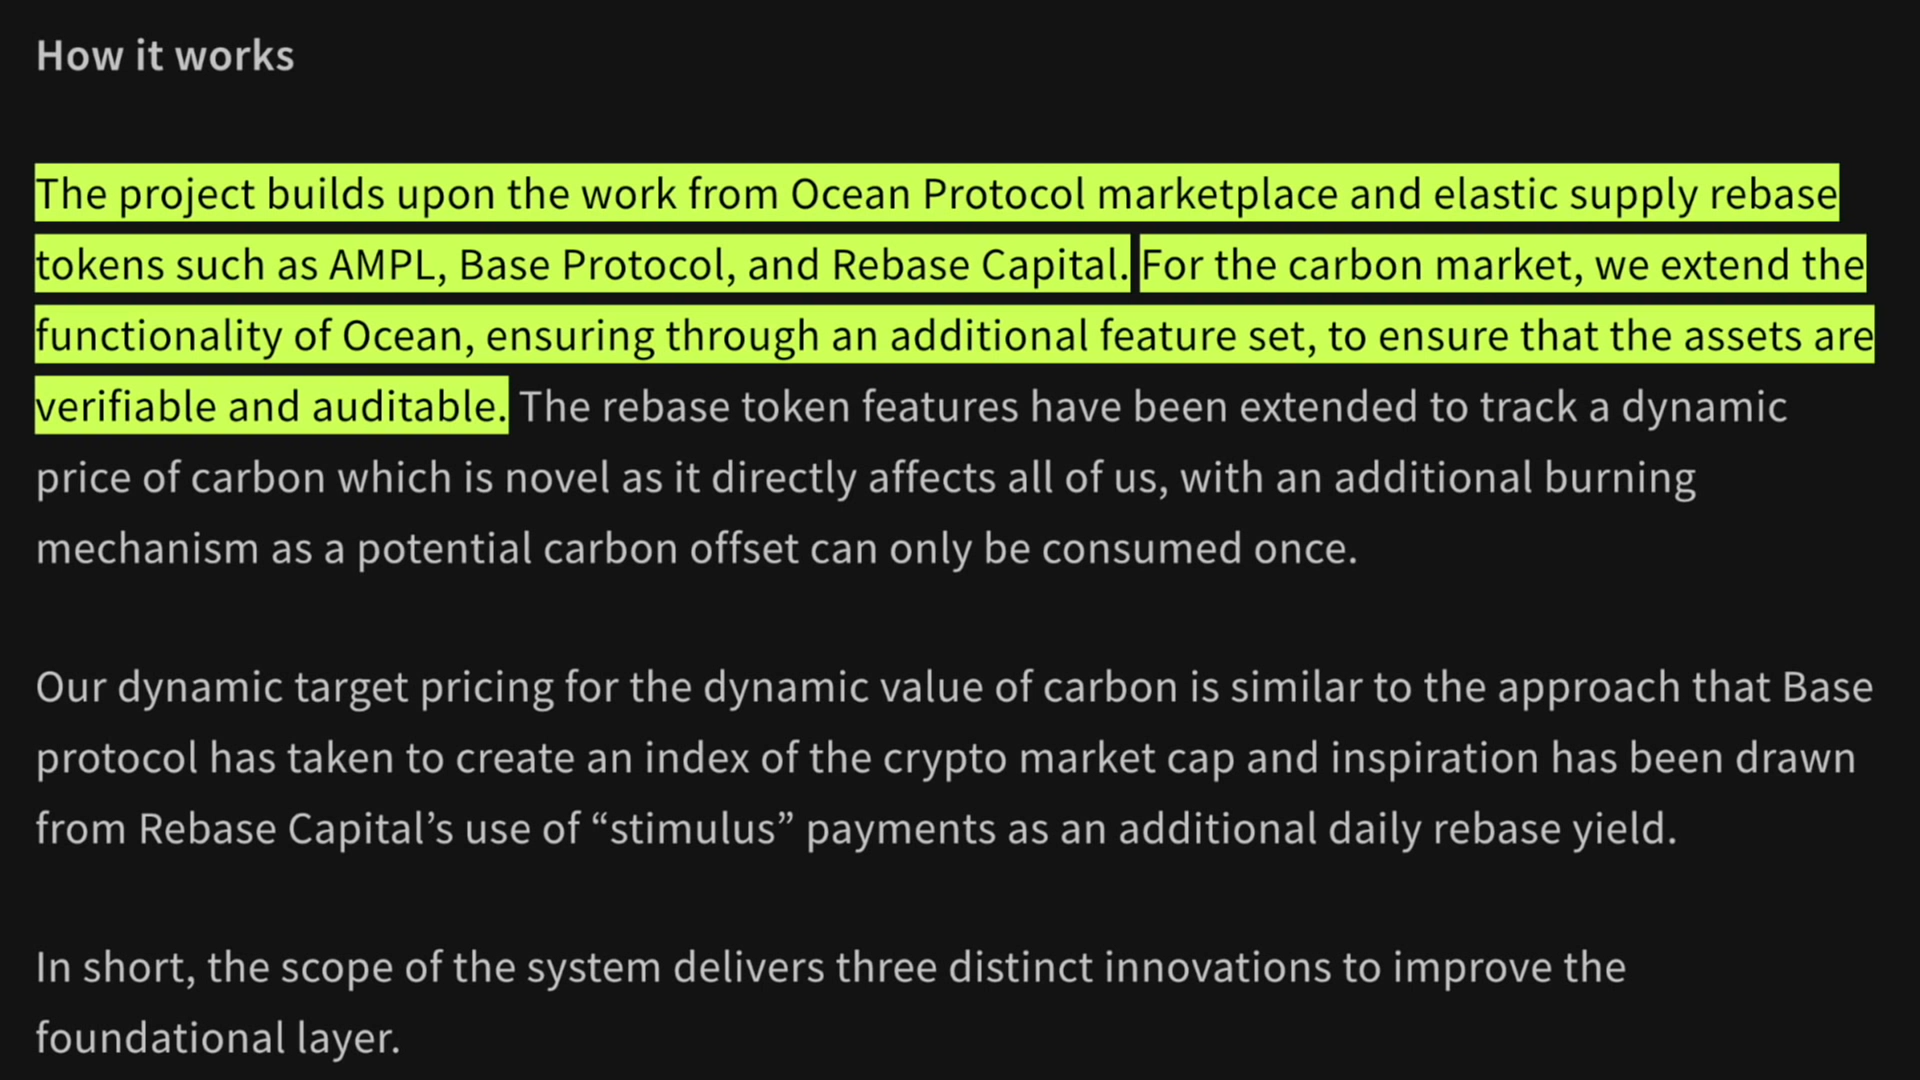 How it works
The project builds upon the work from Ocean Protocol marketplace and elastic supply rebase
tokens such as AMPL, Base Protocol, and Rebase Capital. For the carbon market, we extend the
functionality of Ocean, ensuring through an additional feature set, to ensure that the assets are
verifiable and auditable. The rebase token features have been extended to track a dynamic
price of carbon which is novel as it directly affects all of us, with an additional burning
mechanism as a potential carbon offset can only be consumed once.
Our dynamic target pricing for the dynamic value of carbon is similar to the approach that Base
protocol has taken to create an index of the crypto market cap and inspiration has been drawn
from Rebase Capital’s use of “stimulus” payments as an additional daily rebase yield.
In short, the scope of the system delivers three distinct innovations to improve the
foundational layer.